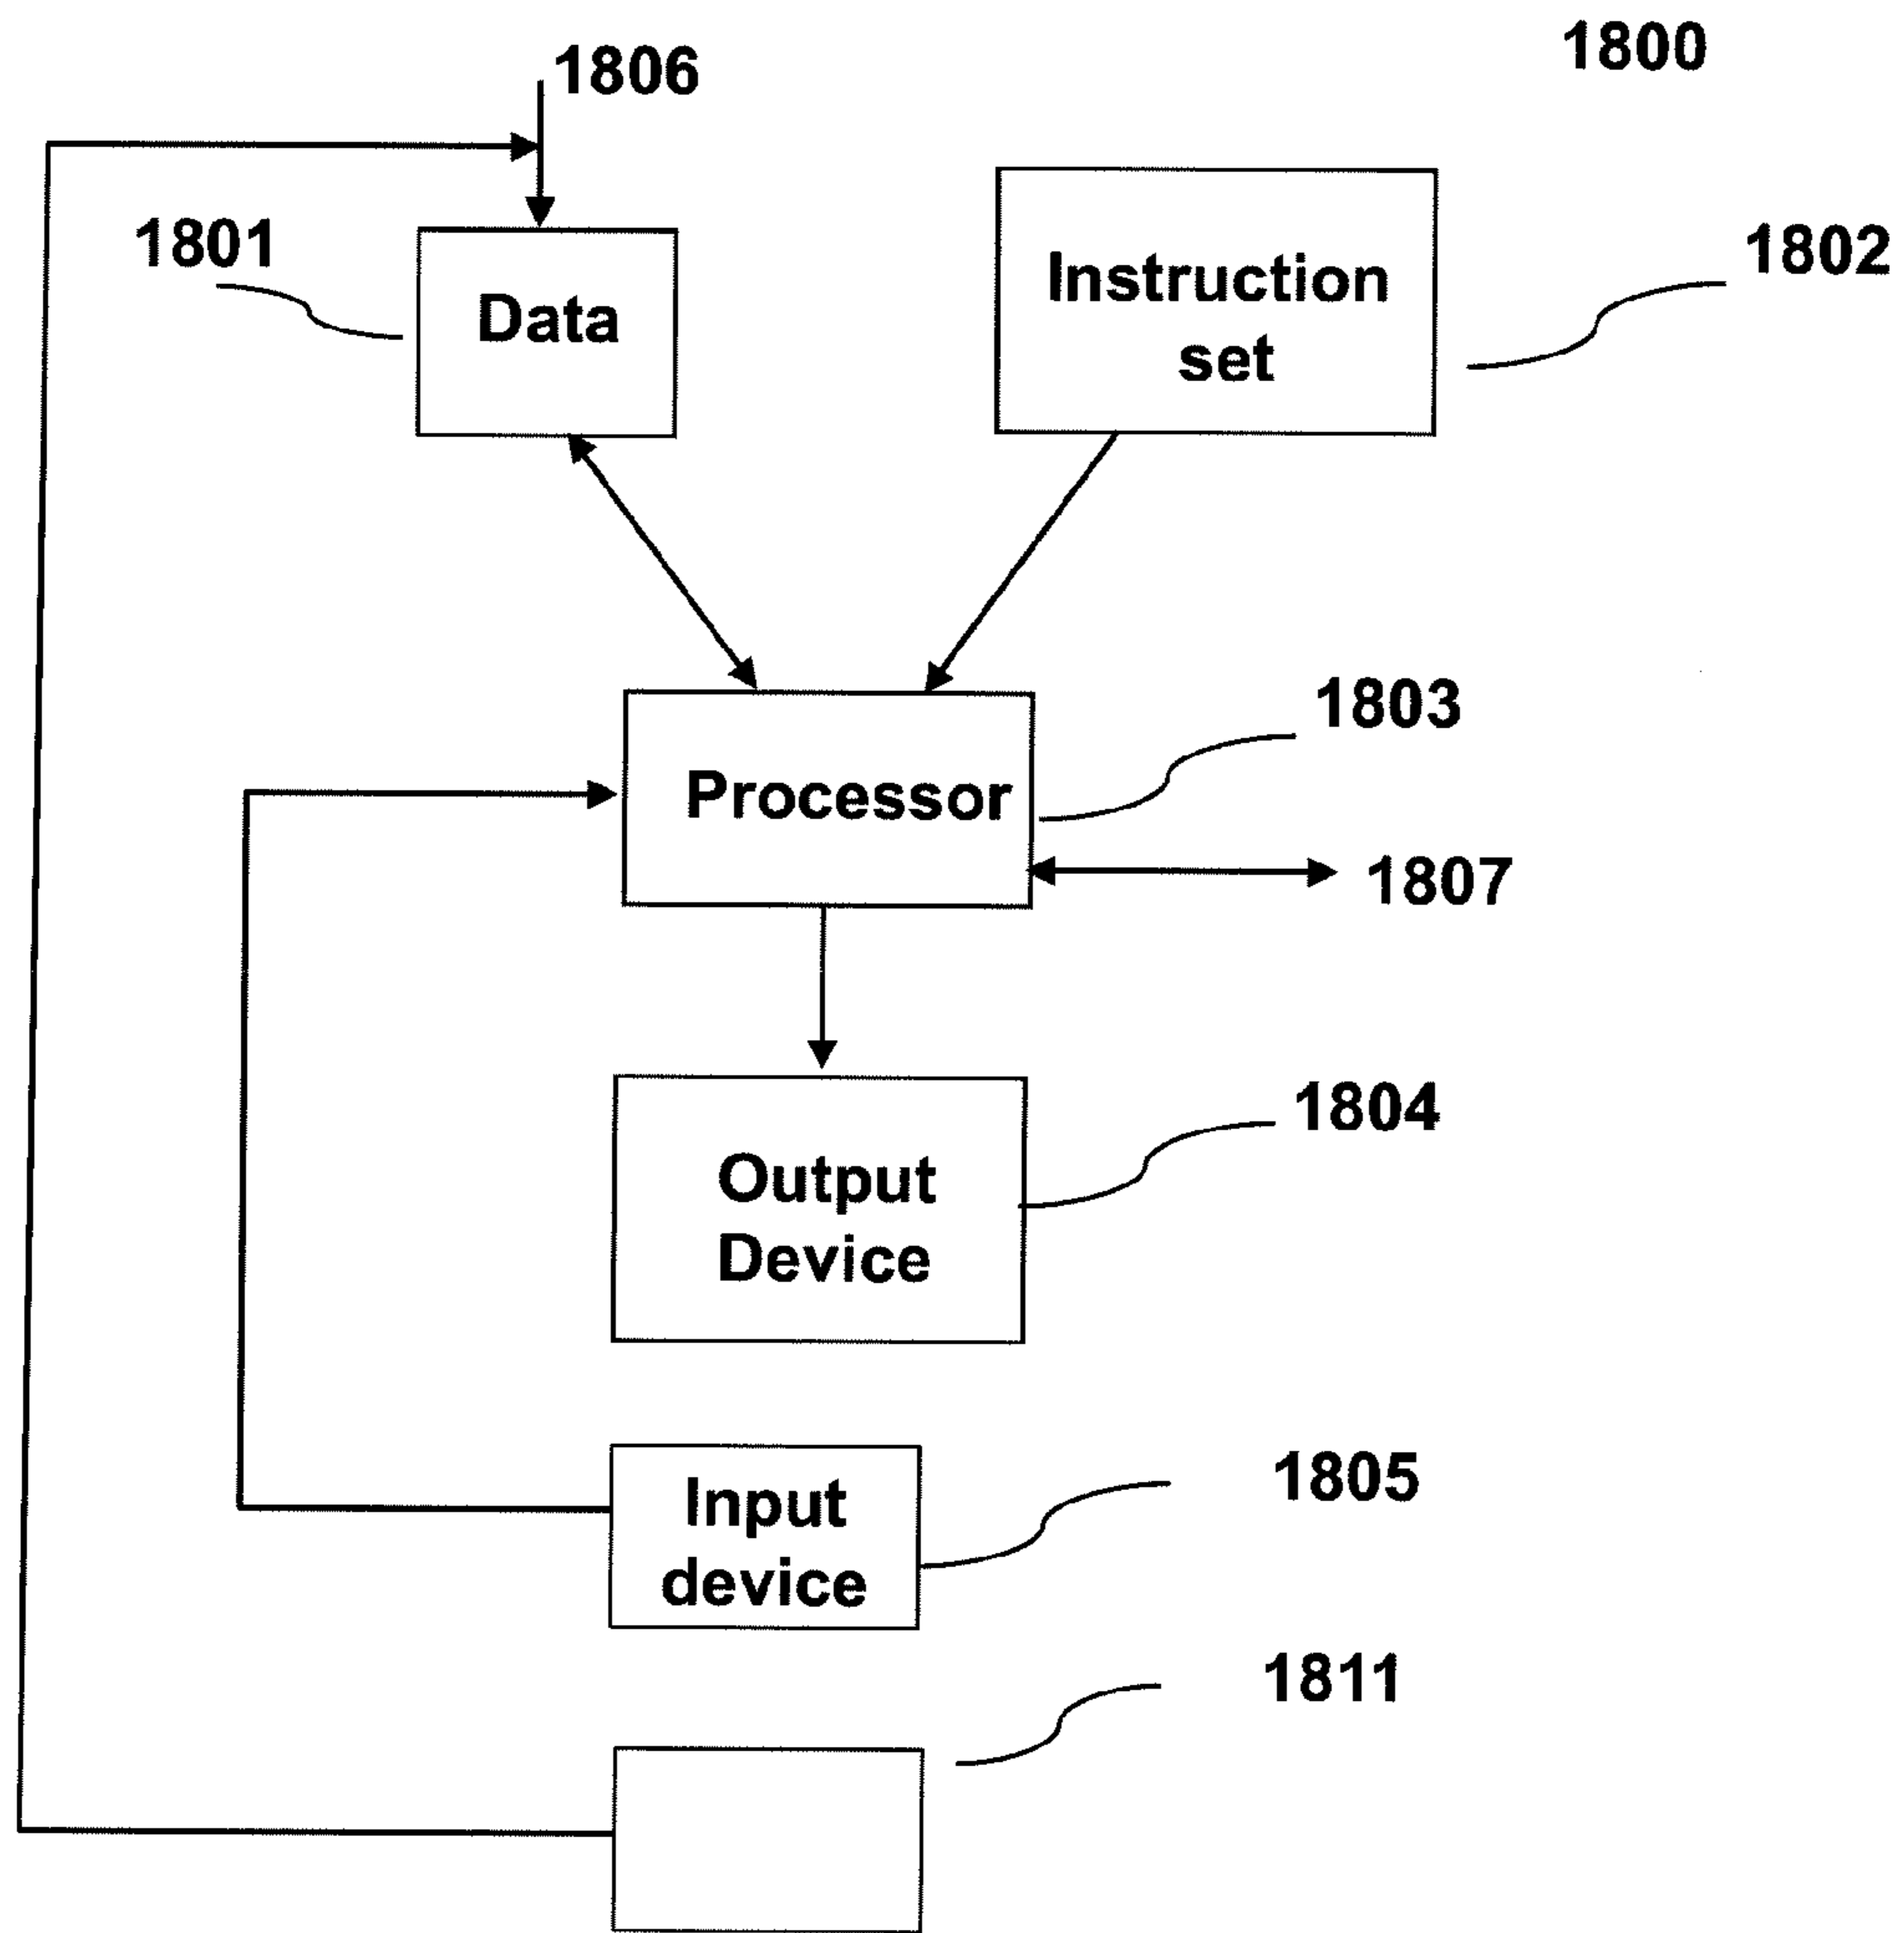 1800
1806
1801
Data
Instruction
set
1802
1803
Processor
1807
1804
Output
Device
1805
Input
device
1811